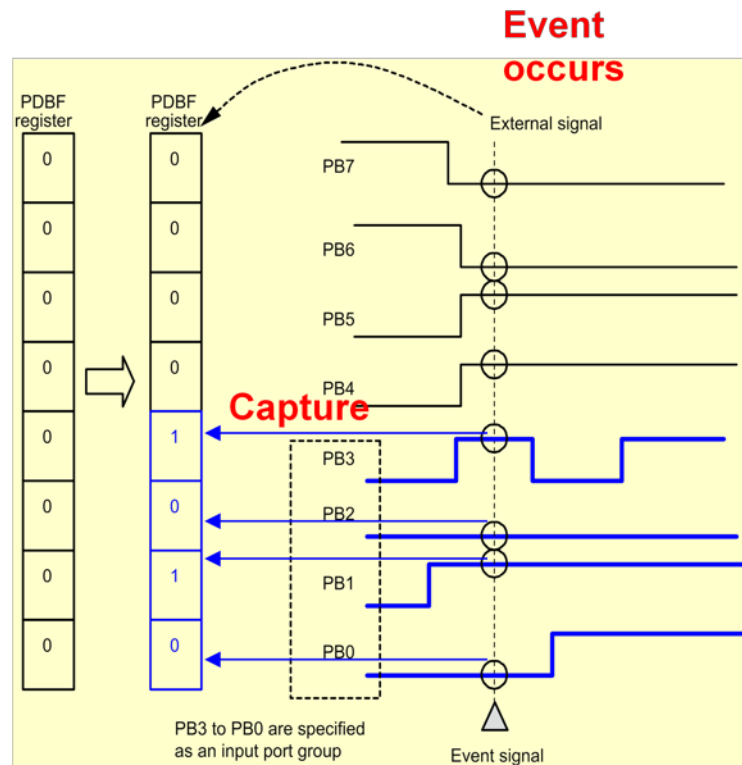 Event
occurs
PDBF
register
PDBF
register
External signal
0
0
PB7
0
0
PB6
0
0
PB5
0
0
PB4
Capture
0
1
PB3
0
0
PB2
0
1
PB1
0
0
PB0
PB3 to PB0 are specified
as an input port group
Event signal